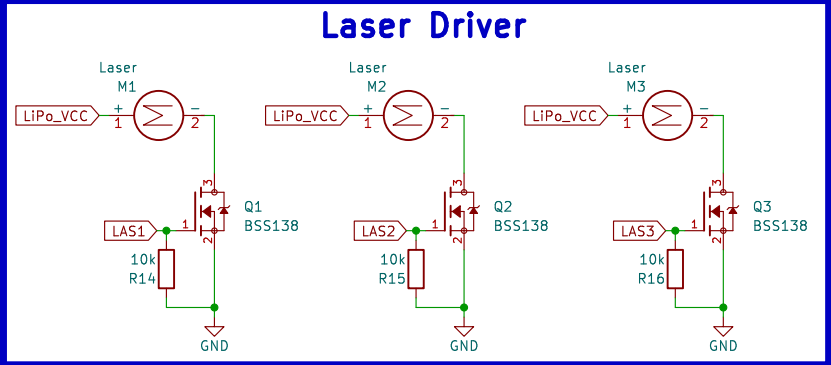 Laser Driver
Laser
M1
LiPo_VCC
+
1
-
2
3
Q1
BSS138
LAS1
1
2
10k
R14
GND
Laser
M2
LiPo_VCC
+
1
-
2
3
Q2
BSS138
LAS2
1
2
10k
R15
GND
Laser
M3
LiPo_VCC
+
1
-
2
3
Q3
BSS138
LAS3
1
2
10k
R16
GND